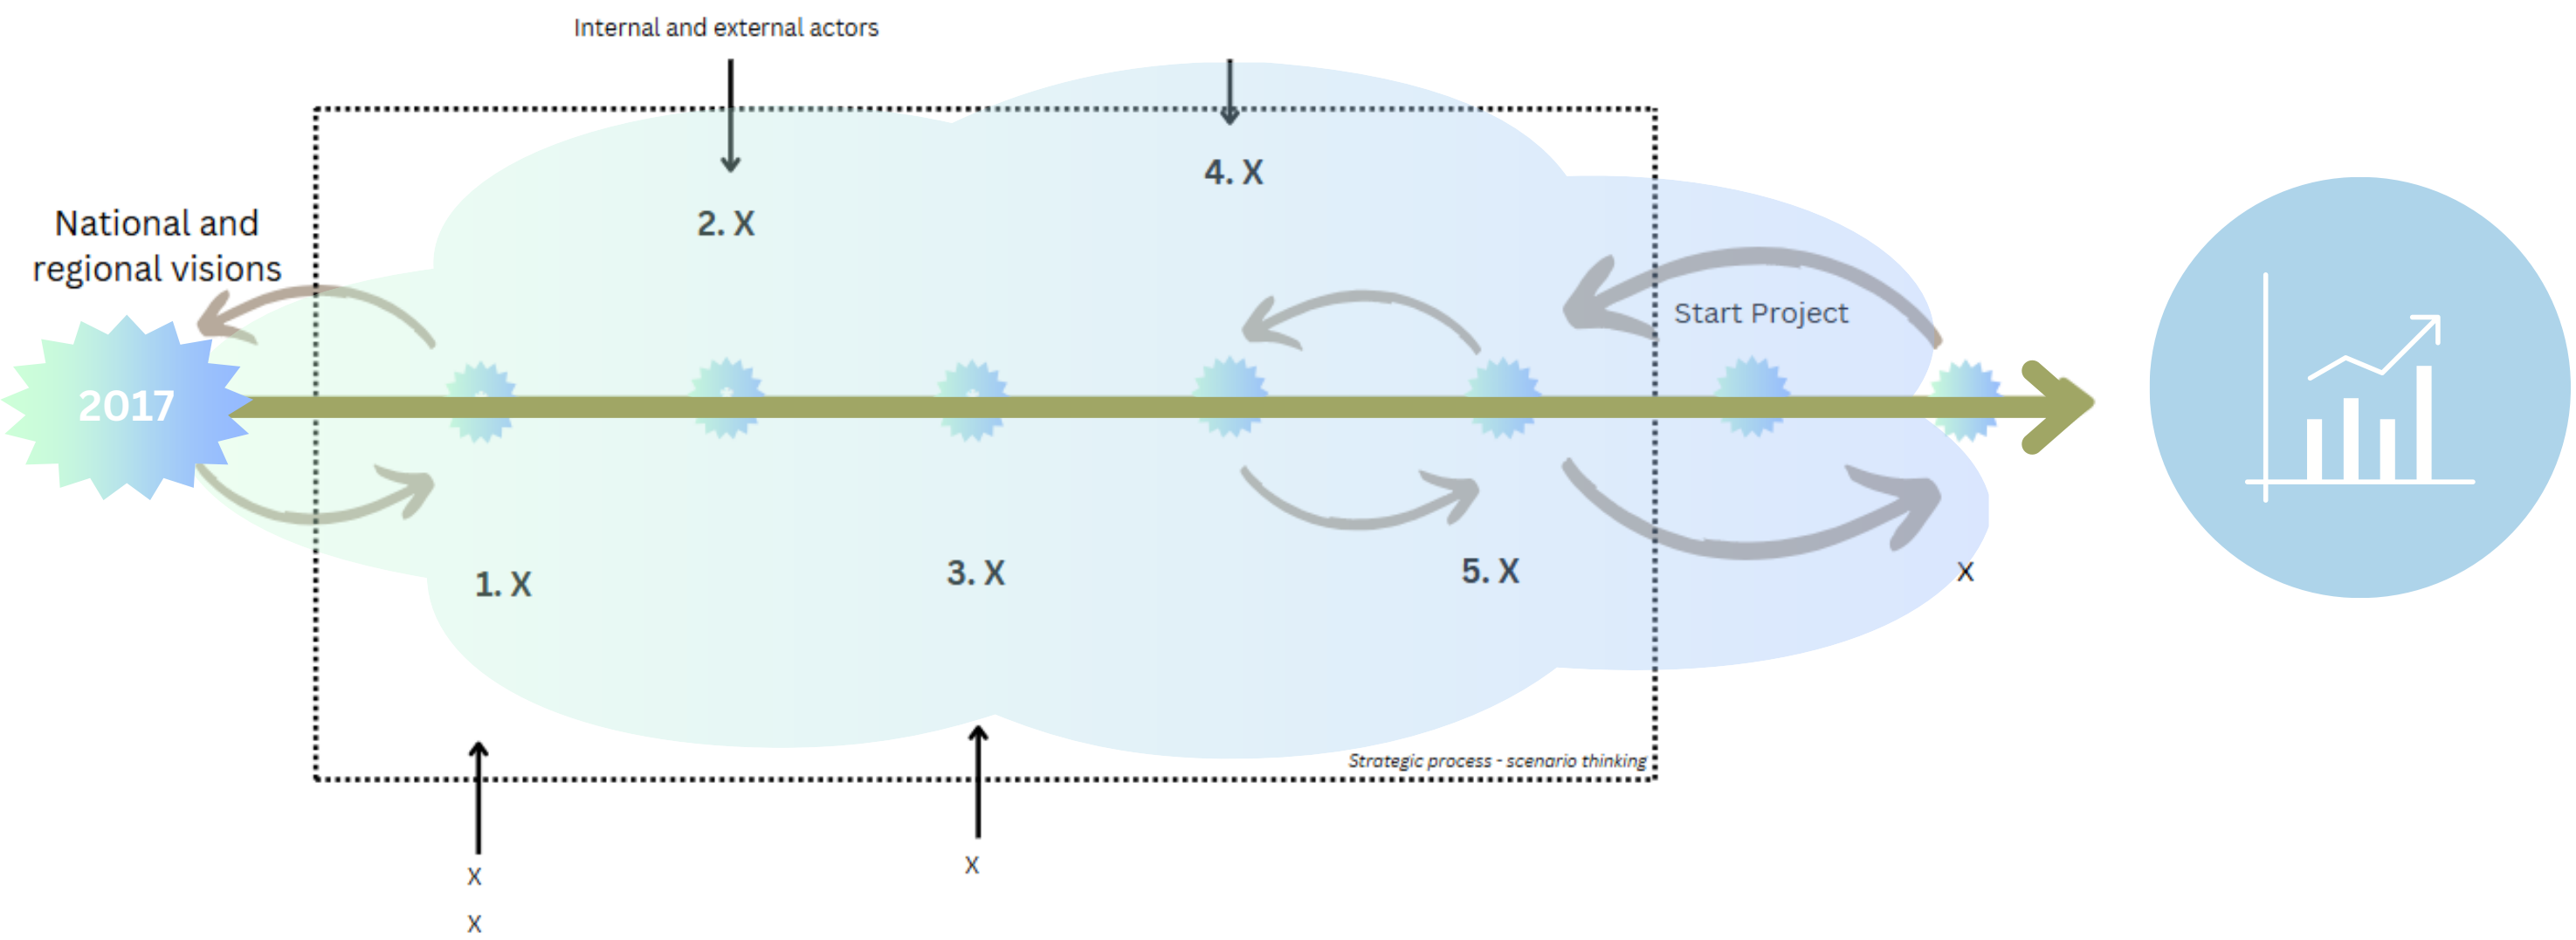 Internal and external actors
4. X
2. X
National and
regional visions
Start Project
2017
1. X
3. X
5. X
X
Strategic process - scenario thinking
X
X
X